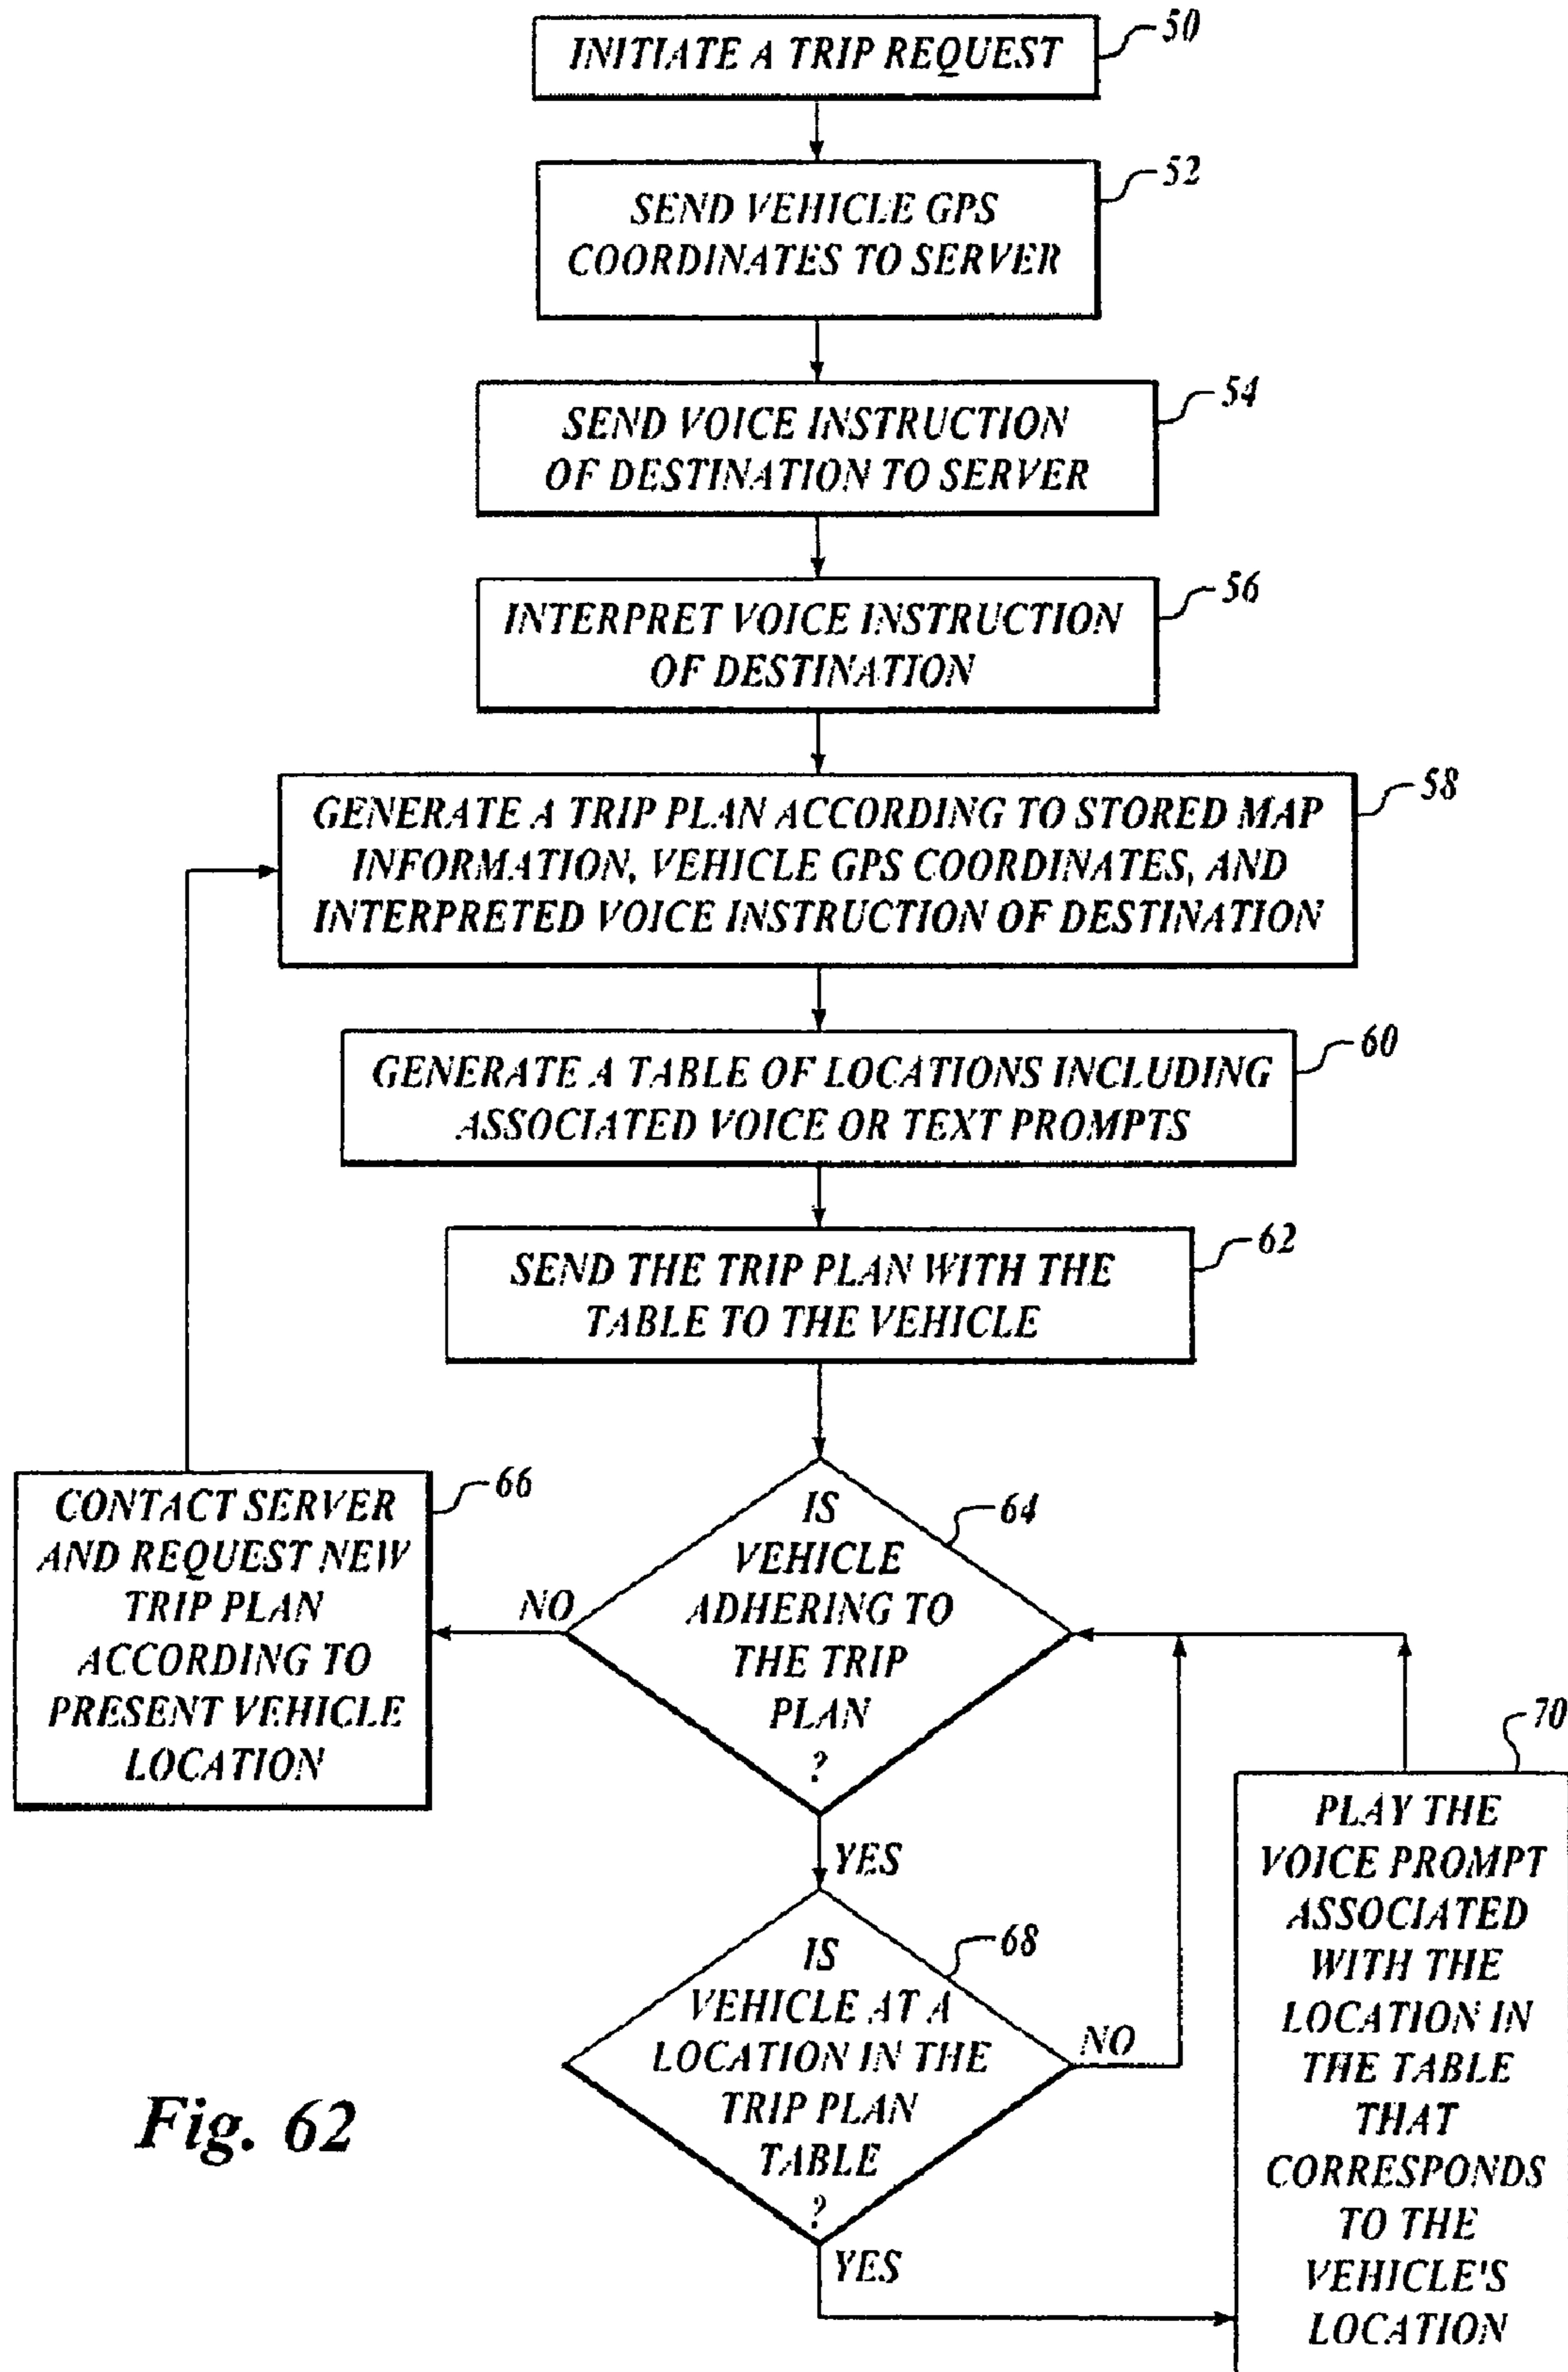 INITIATE A TRIP REQUEST
50
SEND VEHICLE GPS
COORDINATES TO SERVER
52
SEND VOICE INSTRUCTION
OF DESTINATION TO SERVER
54
INTERPRET VOICE INSTRUCTION
OF DESTINATION
56
GENERATE A TRIP PLAN ACCORDING TO STORED MAP
INFORMATION, VEHICLE GPS COORDINATES, AND
INTERPRETED VOICE INSTRUCTION OF DESTINATION
58
GENERATE A TABLE OF LOCATIONS INCLUDING
ASSOCIATED VOICE OR TEXT PROMPTS
60
SEND THE TRIP PLAN WITH THE
TABLE TO THE VEHICLE
62
IS
VEHICLE
ADHERING TO
THE TRIP
PLAN
?
64
NO
CONTACT SERVER
AND REQUEST NEW
TRIP PLAN
ACCORDING TO
PRESENT VEHICLE
LOCATION
66
YES
IS
VEHICLE AT A
LOCATION IN THE
TRIP PLAN
TABLE
?
68
NO
YES
PLAY THE
VOICE PROMPT
ASSOCIATED
WITH THE
LOCATION IN
THE TABLE
THAT
CORRESPONDS
TO THE
VEHICLE'S
LOCATION
70
Fig. 62